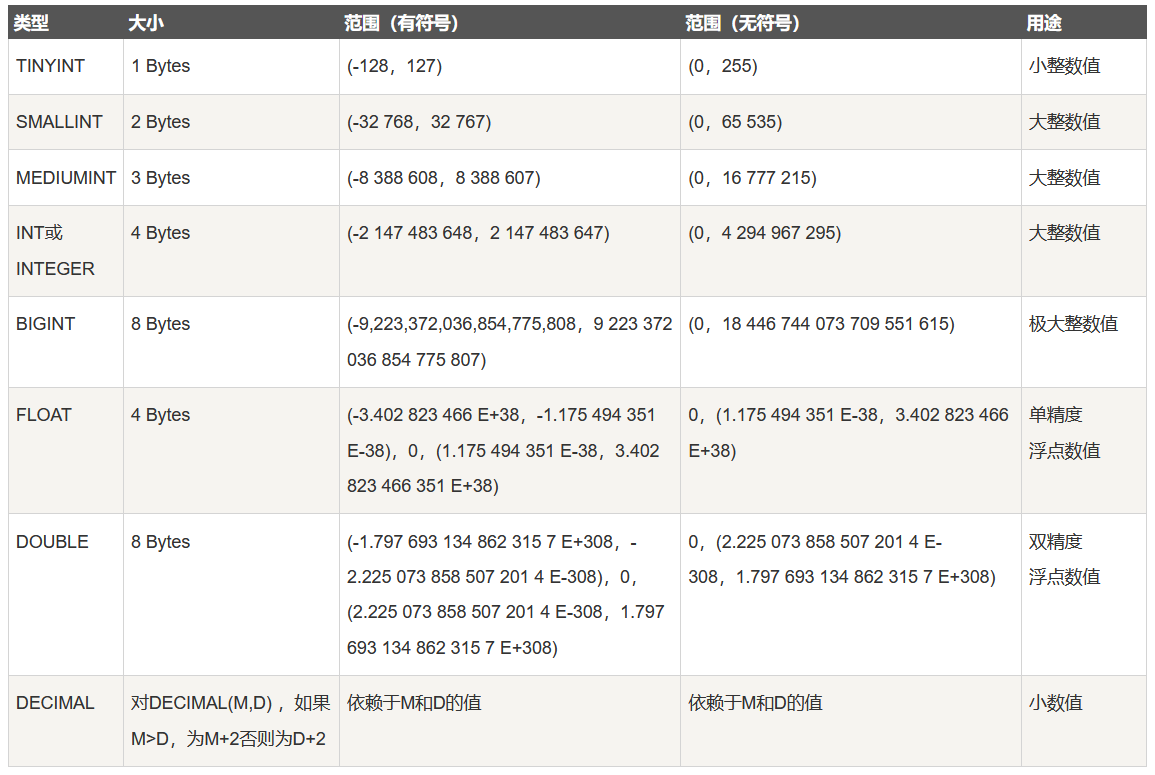 类型 大小 范围（有符号） 范围（无符号） 用途
TINYINT 1 Bytes (-128，127) (0，255) 小整数值
SMALLINT 2 Bytes (-32 768，32 767) (0，65 535) 大整数值
MEDIUMINT 3 Bytes (-8 388 608，8 388 607) (0，16 777 215) 大整数值
INT或 4 Bytes (-2 147 483 648，2 147 483 647) (0，4 294 967 295) 大整数值
INTEGER
BIGINT 8 Bytes (-9,223,372,036,854,775,808，9 223 372 (0，18 446 744 073 709 551 615) 极大整数值
036 854 775 807)
FLOAT 4 Bytes (-3.402 823 466 E+38，-1.175 494 351 0，(1.175 494 351 E-38，3.402 823 466 单精度
E-38)，0，(1.175 494 351 E-38，3.402 E+38) 浮点数值
823 466 351 E+38)
DOUBLE 8 Bytes (-1.797 693 134 862 315 7 E+308，- 0，(2.225 073 858 507 201 4 E- 双精度
2.225 073 858 507 201 4 E-308)，0， 308，1.797 693 134 862 315 7 E+308) 浮点数值
(2.225 073 858 507 201 4 E-308，1.797
693 134 862 315 7 E+308)
DECIMAL 对DECIMAL(M,D) ，如果 依赖于M和D的值 依赖于M和D的值 小数值
M>D，为M+2否则为D+2